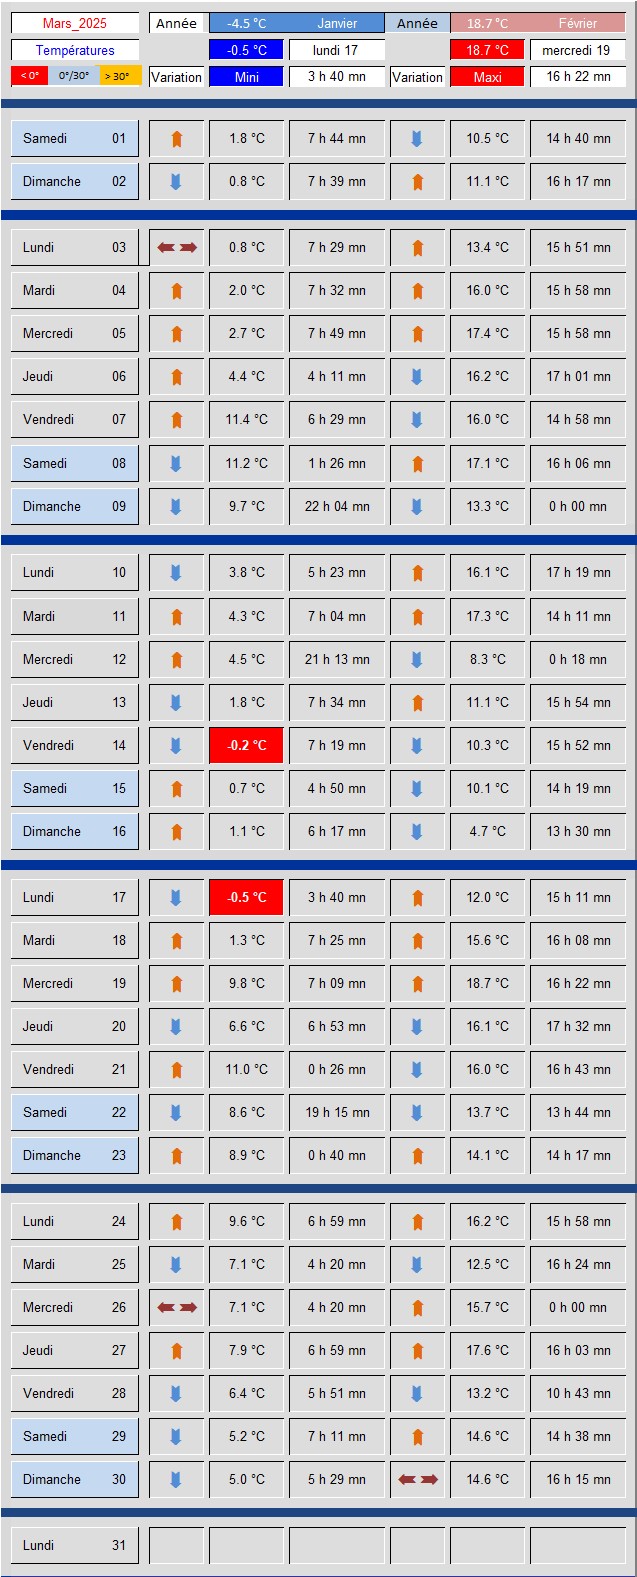 Mars_2025 Année -4.5 °C Janvier Année 18.7 °C Février
Températures -0.5 °C lundi 17 18.7 °C mercredi 19
< 0° 0°/30° > 30° Variation Mini 3 h 40 mn Variation Maxi 16 h 22 mn
Samedi 01 1.8 °C 7 h 44 mn 10.5 °C 14 h 40 mn
Dimanche 02 0.8 °C 7 h 39 mn 11.1 °C 16 h 17 mn
Lundi 03 0.8 °C 7 h 29 mn 13.4 °C 15 h 51 mn
Mardi 04 2.0 °C 7 h 32 mn 16.0 °C 15 h 58 mn
Mercredi 05 2.7 °C 7 h 49 mn 17.4 °C 15 h 58 mn
Jeudi 06 4.4 °C 4 h 11 mn 16.2 °C 17 h 01 mn
Vendredi 07 11.4 °C 6 h 29 mn 16.0 °C 14 h 58 mn
Samedi 08 11.2 °C 1 h 26 mn 17.1 °C 16 h 06 mn
Dimanche 09 9.7 °C 22 h 04 mn 13.3 °C 0 h 00 mn
Lundi 10 3.8 °C 5 h 23 mn 16.1 °C 17 h 19 mn
Mardi 11 4.3 °C 7 h 04 mn 17.3 °C 14 h 11 mn
Mercredi 12 4.5 °C 21 h 13 mn 8.3 °C 0 h 18 mn
Jeudi 13 1.8 °C 7 h 34 mn 11.1 °C 15 h 54 mn
Vendredi 14 -0.2 °C 7 h 19 mn 10.3 °C 15 h 52 mn
Samedi 15 0.7 °C 4 h 50 mn 10.1 °C 14 h 19 mn
Dimanche 16 1.1 °C 6 h 17 mn 4.7 °C 13 h 30 mn
Lundi 17 -0.5 °C 3 h 40 mn 12.0 °C 15 h 11 mn
Mardi 18 1.3 °C 7 h 25 mn 15.6 °C 16 h 08 mn
Mercredi 19 9.8 °C 7 h 09 mn 18.7 °C 16 h 22 mn
Jeudi 20 6.6 °C 6 h 53 mn 16.1 °C 17 h 32 mn
Vendredi 21 11.0 °C 0 h 26 mn 16.0 °C 16 h 43 mn
Samedi 22 8.6 °C 19 h 15 mn 13.7 °C 13 h 44 mn
Dimanche 23 8.9 °C 0 h 40 mn 14.1 °C 14 h 17 mn
Lundi 24 9.6 °C 6 h 59 mn 16.2 °C 15 h 58 mn
Mardi 25 7.1 °C 4 h 20 mn 12.5 °C 16 h 24 mn
Mercredi 26 7.1 °C 4 h 20 mn 15.7 °C 0 h 00 mn
Jeudi 27 7.9 °C 6 h 59 mn 17.6 °C 16 h 03 mn
Vendredi 28 6.4 °C 5 h 51 mn 13.2 °C 10 h 43 mn
Samedi 29 5.2 °C 7 h 11 mn 14.6 °C 14 h 38 mn
Dimanche 30 5.0 °C 5 h 29 mn 14.6 °C 16 h 15 mn
Lundi 31